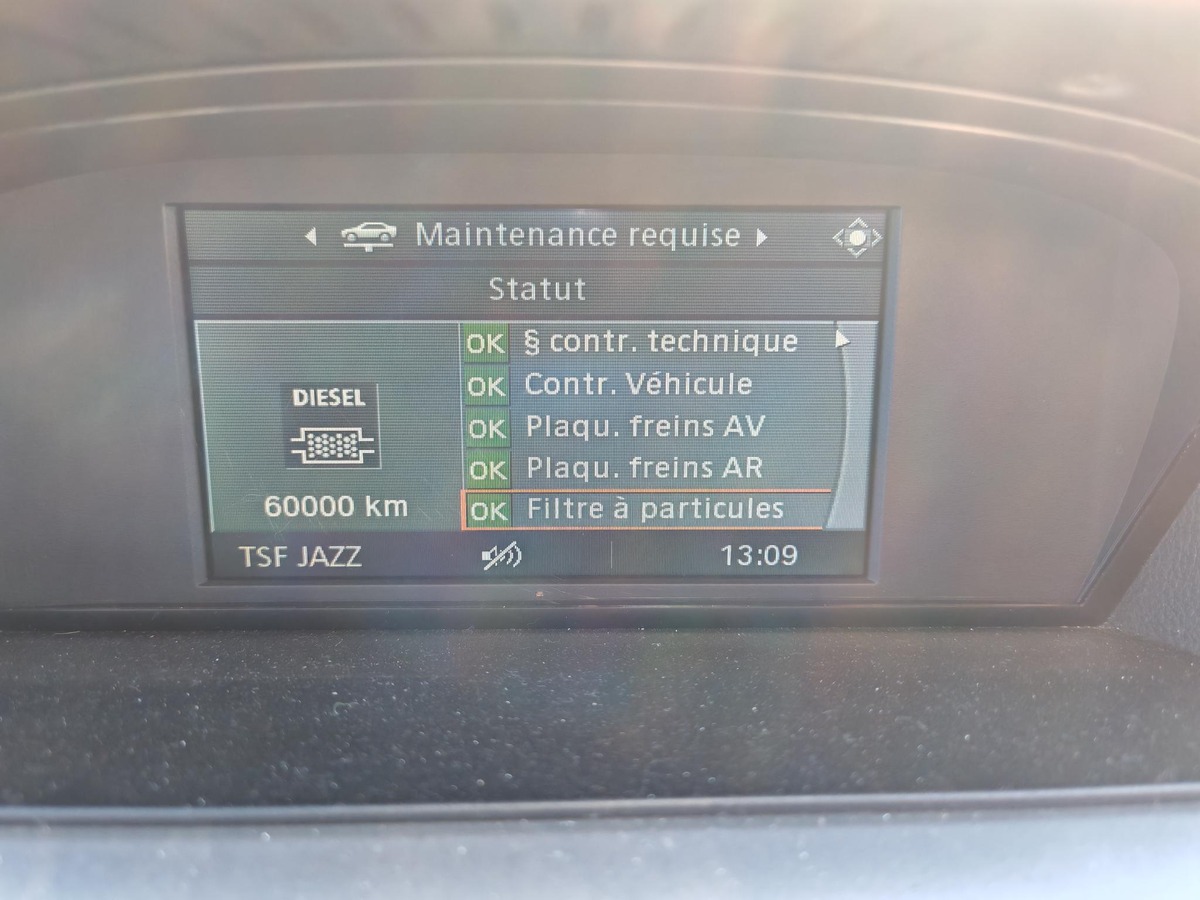 Maintenance requise
Statut
OK § contr. technique
OK Contr. Véhicule
DIESEL
OK Plaqu. freins AV
OK Plaqu. freins AR
60000 km
OK Filtre à particules
TSF JAZZ 13:09